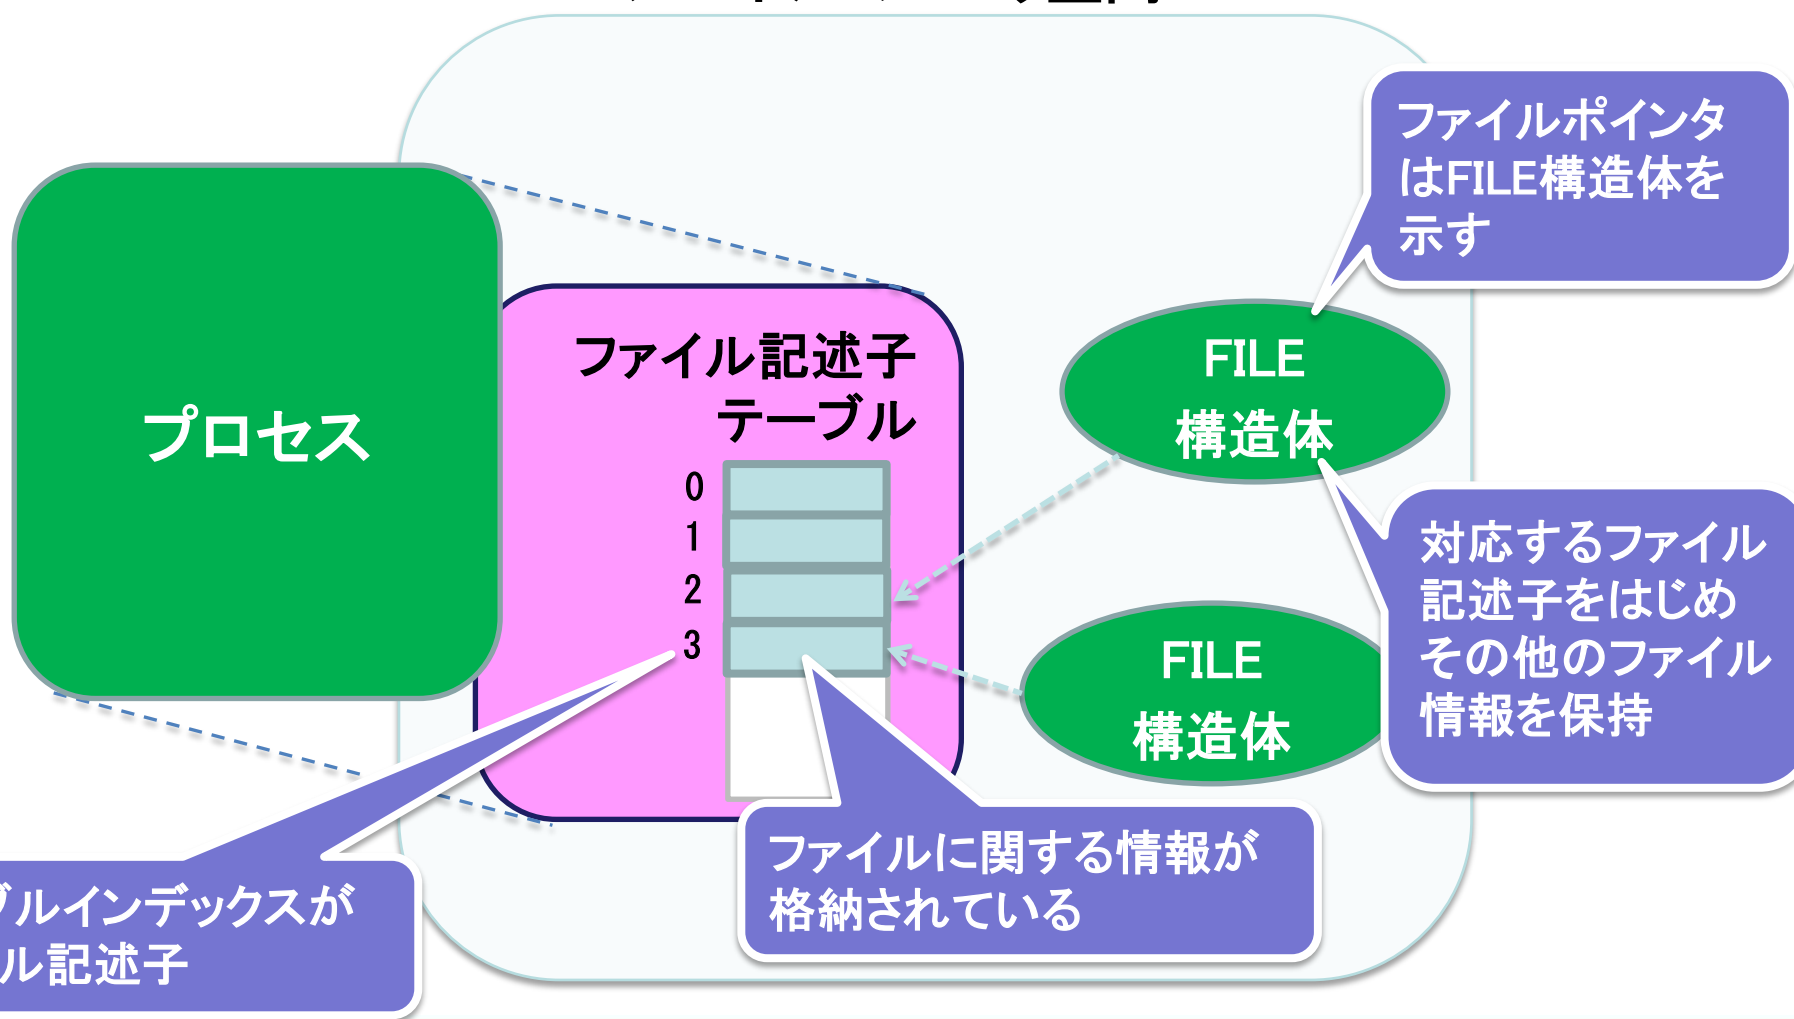 ファイルポインタ
はFILE構造体を
示す
プロセス
ファイル記述子
テーブル
0
1
2
3
FILE
構造体
FILE
構造体
対応するファイル
記述子をはじめ
その他のファイル
情報を保持
ファイルに関する情報が
格納されている
ブルインデックスが
ル記述子